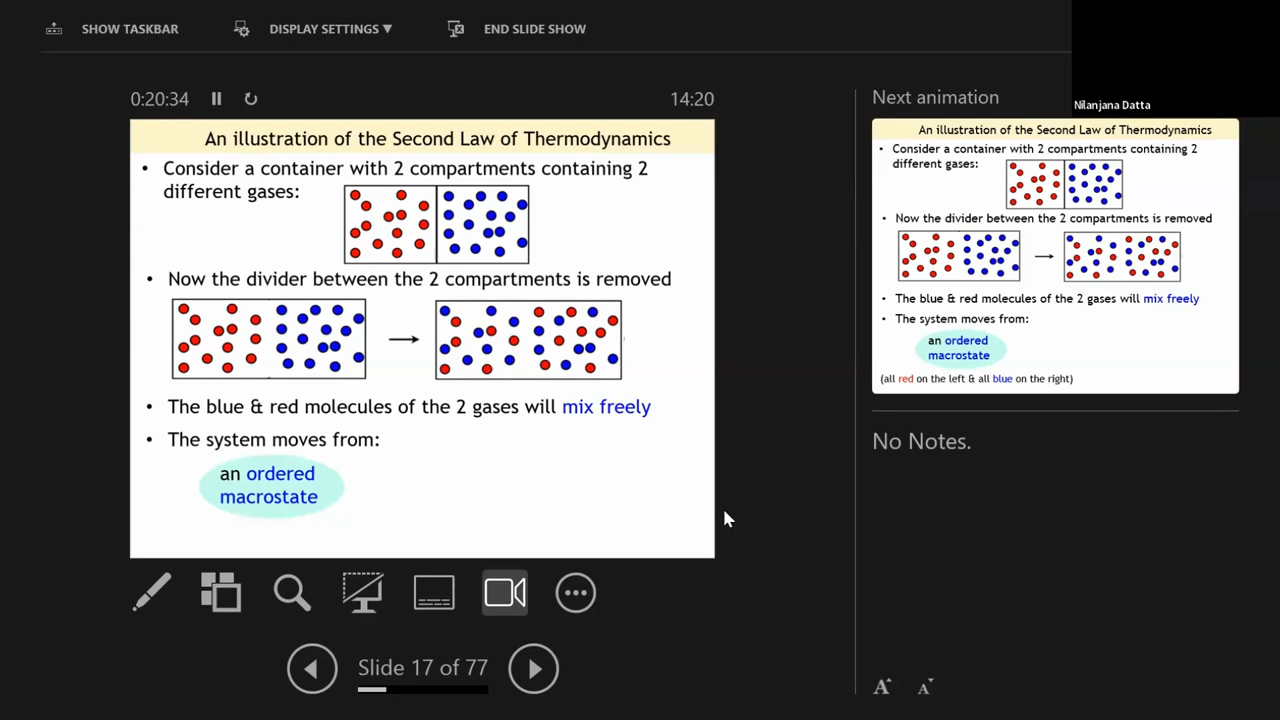 SHOW TASKBAR
DISPLAY SETTINGS ▼
END SLIDE SHOW
0:20:34
14:20
An illustration of the Second Law of Thermodynamics
• Consider a container with 2 compartments containing 2
different gases:
• Now the divider between the 2 compartments is removed
• The blue & red molecules of the 2 gases will mix freely
• The system moves from:
an ordered
macrostate
Slide 17 of 77
Next animation
Nilanjana Datta
An illustration of the Second Law of Thermodynamics
• Consider a container with 2 compartments containing 2
different gases:
• Now the divider between the 2 compartments is removed
• The blue & red molecules of the 2 gases will mix freely
• The system moves from:
an ordered
macrostate
(all red on the left & all blue on the right)
No Notes.
A A